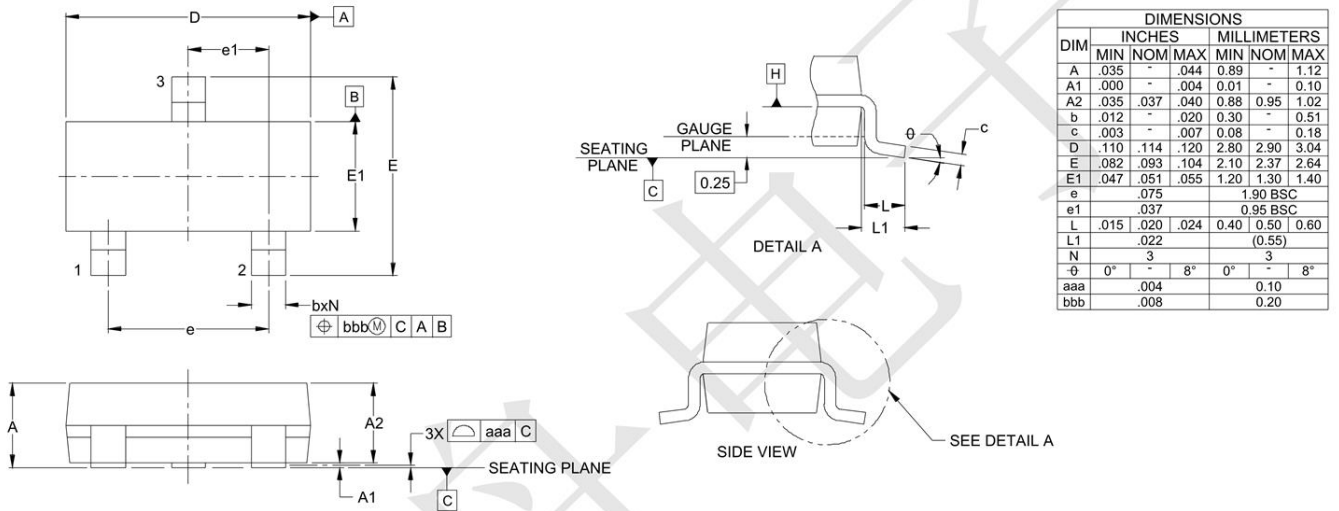 D
A
e1
3
B
E1
E
1
2
bxN
⌖ bbbⓂ C A B
e
A
A2
3X ⌓ aaa C
SEATING PLANE
A1
C
H
GAUGE
PLANE
SEATING
PLANE
C
0.25
θ
c
L
L1
DETAIL A
SIDE VIEW
SEE DETAIL A
DIMENSIONS
DIM INCHES MILLIMETERS
MIN NOM MAX MIN NOM MAX
A .035 - .044 0.89 - 1.12
A1 .000 - .004 0.01 - 0.10
A2 .035 .037 .040 0.88 0.95 1.02
b .012 - .020 0.30 - 0.51
c .003 - .007 0.08 - 0.18
D .110 .114 .120 2.80 2.90 3.04
E .082 .093 .104 2.10 2.37 2.64
E1 .047 .051 .055 1.20 1.30 1.40
e .075 1.90 BSC
e1 .037 0.95 BSC
L .015 .020 .024 0.40 0.50 0.60
L1 .022 (0.55)
N 3 3
θ 0° - 8° 0° - 8°
aaa .004 0.10
bbb .008 0.20